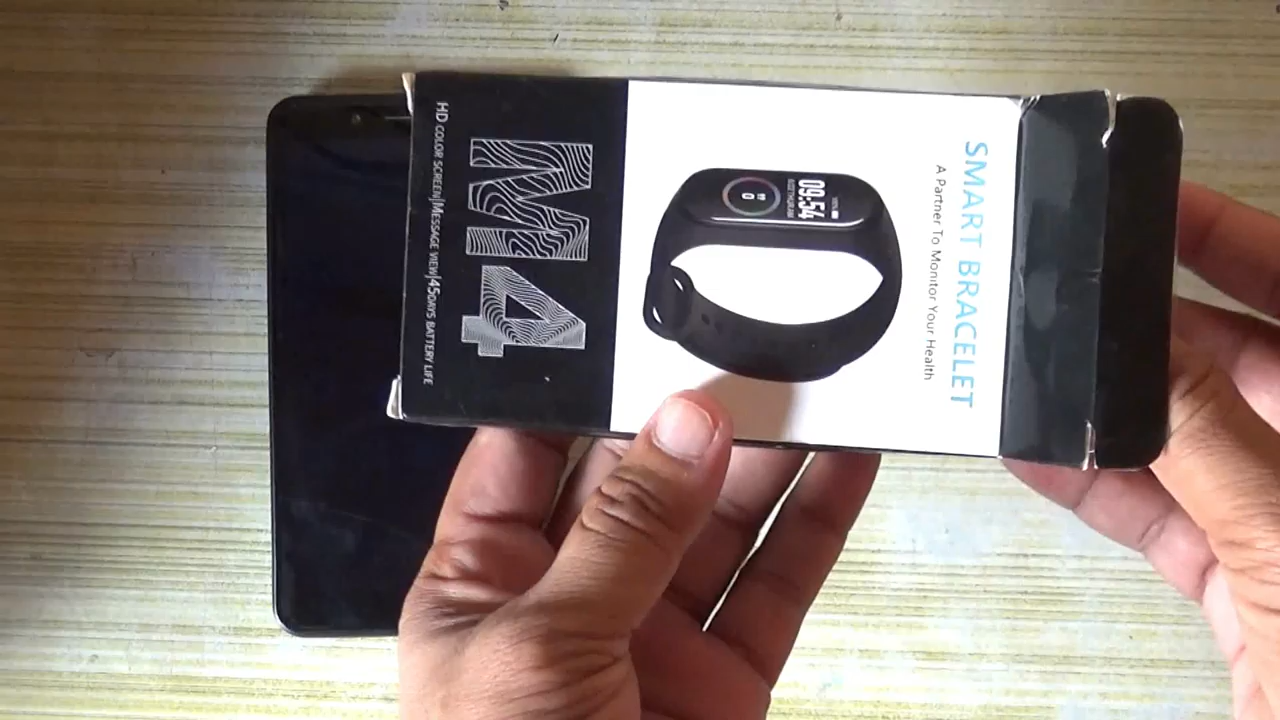 SMART BRACELET
A Partner To Monitor Your Health
09:54
M4
HD COLOR SCREEN|MESSAGE VIEW|45DAYS BATTERY LIFE